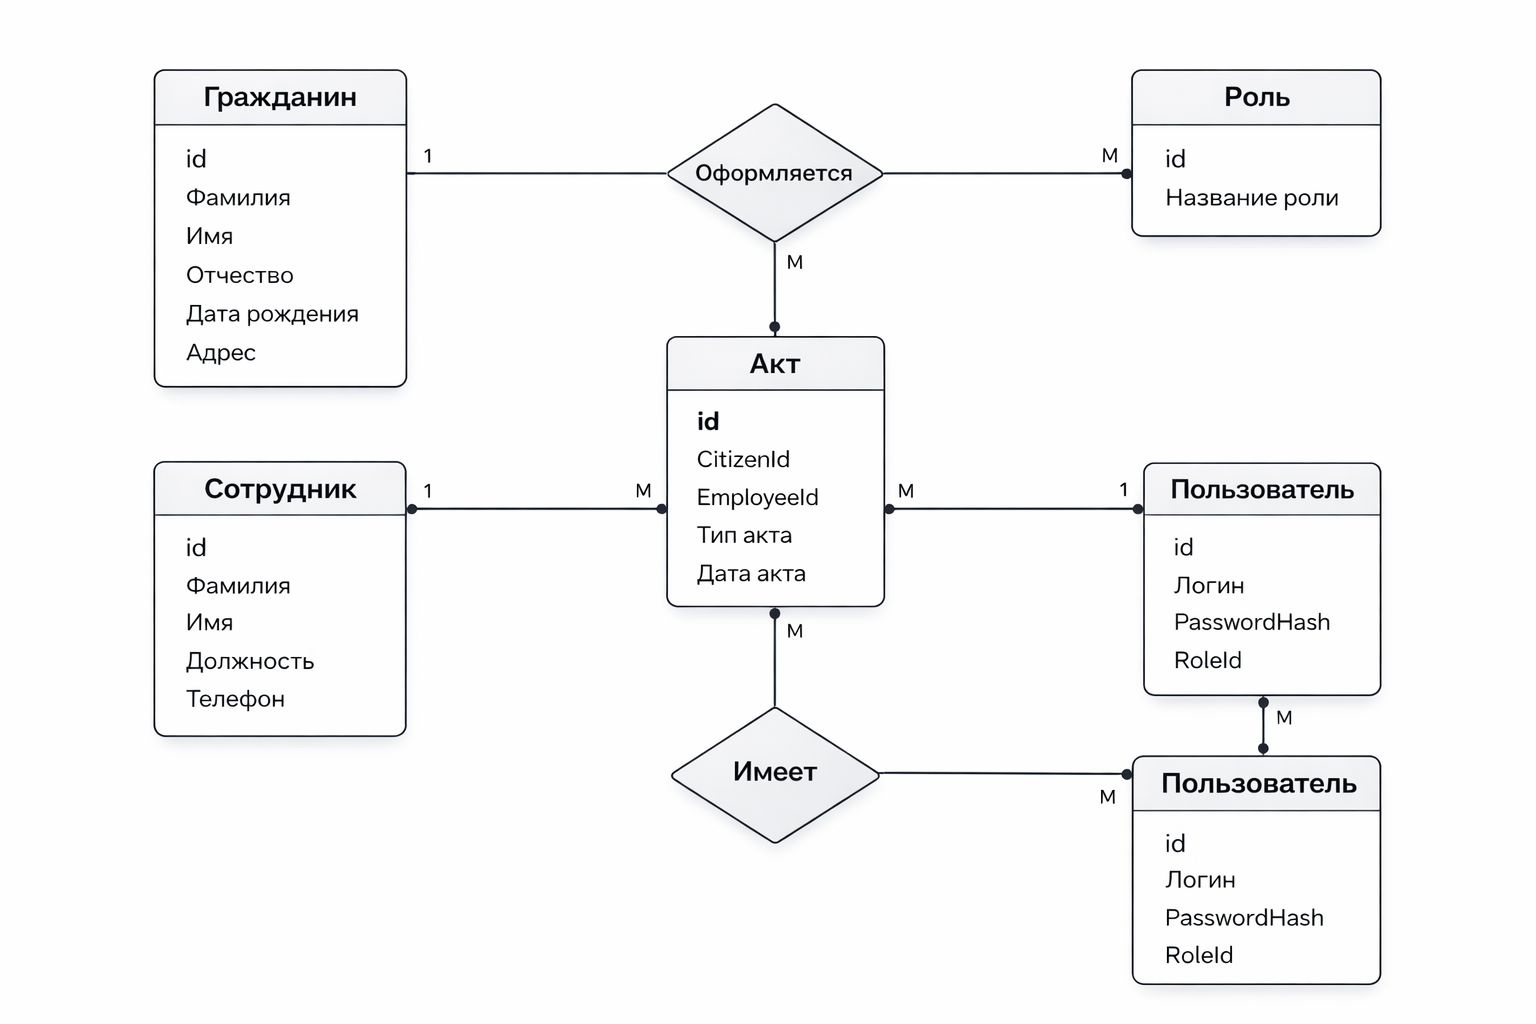 Гражданин
id
Фамилия
Имя
Отчество
Дата рождения
Адрес
1
Оформляется
M
M
Роль
id
Название роли
Акт
id
CitizenId
EmployeeId
Тип акта
Дата акта
Сотрудник
id
Фамилия
Имя
Должность
Телефон
1
M
M
1
Пользователь
id
Логин
PasswordHash
RoleId
M
M
Имеет
M
Пользователь
id
Логин
PasswordHash
RoleId